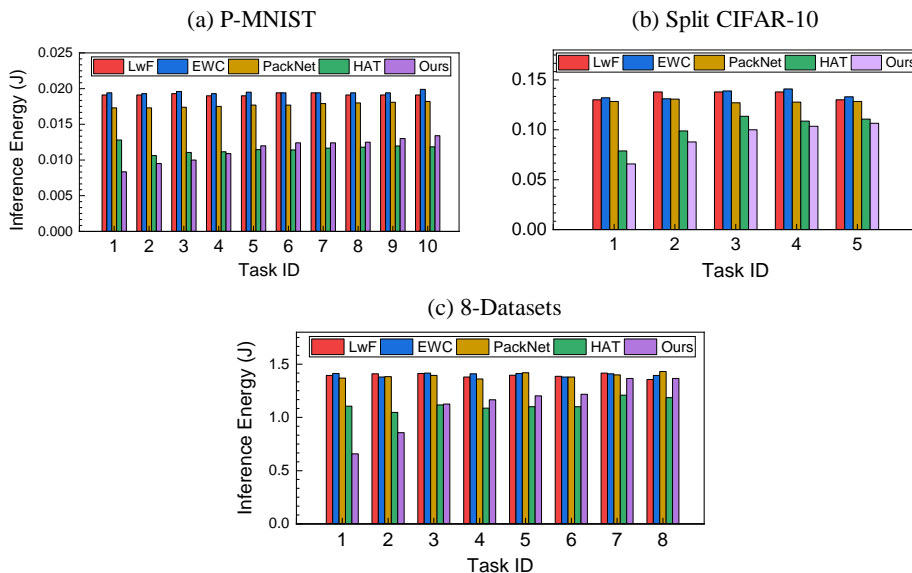 (a) P-MNIST
0.025
0.020
0.015
0.010
0.005
0.000
Inference Energy (J)
LwF EWC PackNet HAT Ours
1 2 3 4 5 6 7 8 9 10
Task ID
(b) Split CIFAR-10
0.15
0.10
0.05
0.00
Inference Energy (J)
LwF EWC PackNet HAT Ours
1 2 3 4 5
Task ID
(c) 8-Datasets
1.5
1.0
0.5
0.0
Inference Energy (J)
LwF EWC PackNet HAT Ours
1 2 3 4 5 6 7 8
Task ID